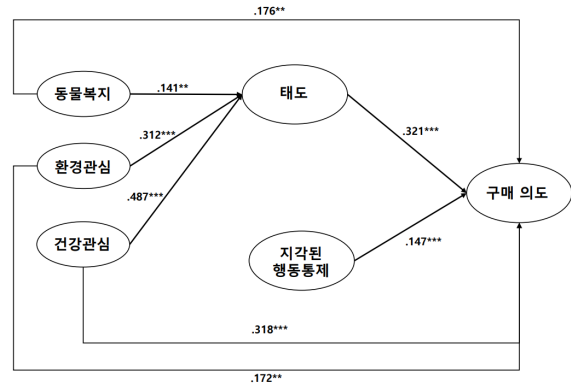 .176**
동물복지
.141**
태도
.312***
.321***
환경관심
.487***
구매 의도
건강관심
.147***
지각된
행동통제
.318***
.172**